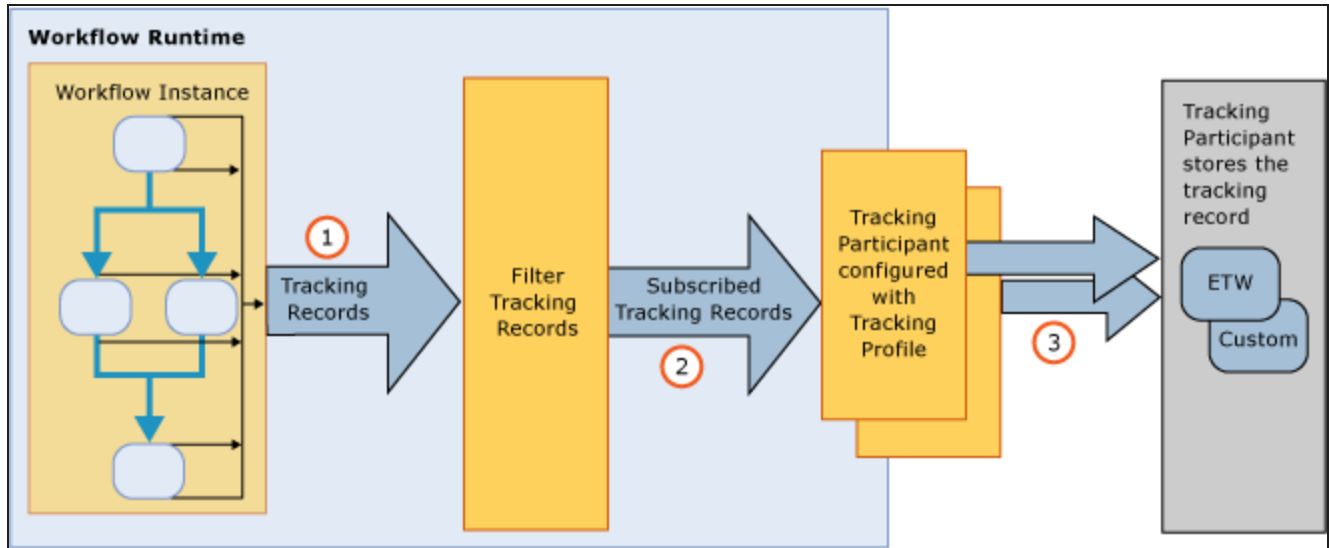 Workflow Runtime
Workflow Instance
1
Tracking
Records
Filter
Tracking
Records
Subscribed
Tracking Records
2
Tracking
Participant
configured
with
Tracking
Profile
3
Tracking
Participant
stores the
tracking
record
ETW
Custom